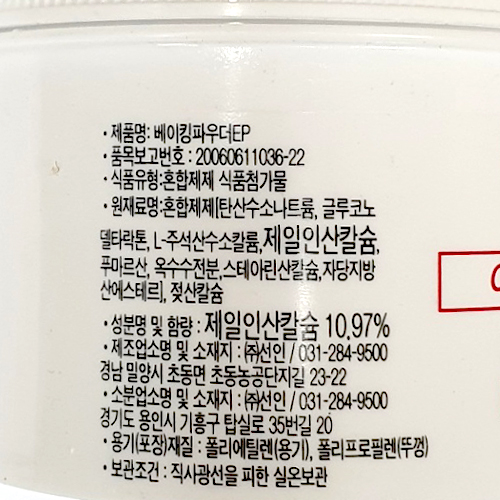 · 제품명: 베이킹파우더EP
· 품목보고번호 : 20060611036-22
· 식품유형:혼합제제 식품첨가물
· 원재료명:혼합제제[탄산수소나트륨, 글루코노
델타락톤, L-주석산수소칼륨,제일인산칼슘,
푸마르산, 옥수수전분,스테아린산칼슘,자당지방
산에스테르], 젖산칼슘
· 성분명 및 함량 : 제일인산칼슘 10.97%
· 제조업소명 및 소재지 : ㈜선인 / 031-284-9500
경남 밀양시 초동면 초동농공단지길 23-22
· 소분업소명 및 소재지 : ㈜선인 / 031-284-9500
경기도 용인시 기흥구 탑실로 35번길 20
· 용기(포장)재질 : 폴리에틸렌(용기), 폴리프로필렌(뚜껑)
· 보관조건 : 직사광선을 피한 실온보관